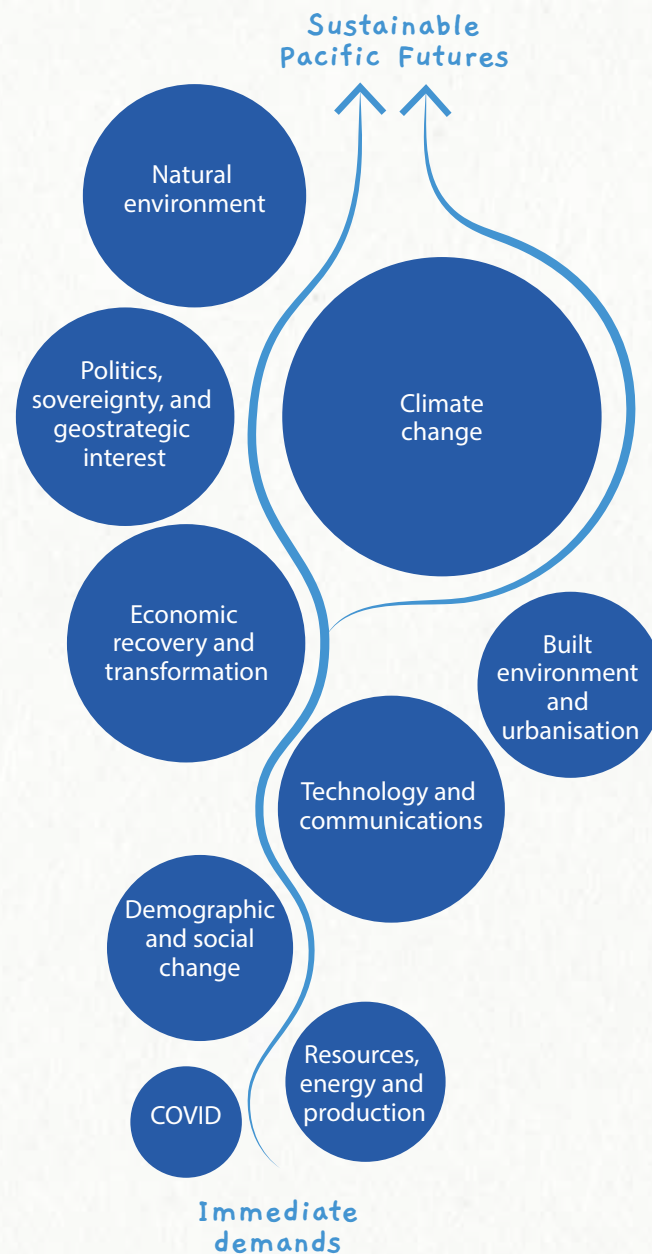 Sustainable
Pacific Futures
Natural
environment
Politics,
sovereignty, and
geostrategic
interest
Climate
change
Economic
recovery and
transformation
Built
environment
and
urbanisation
Technology and
communications
Demographic
and social
change
Resources,
energy and
production
COVID
Immediate
demands